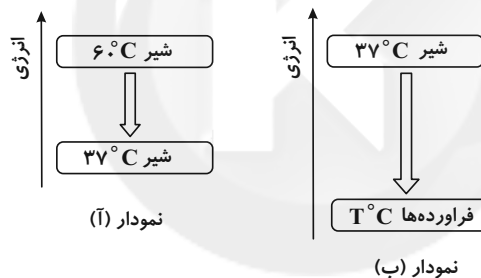 انرژی
شیر ۶۰°C
شیر ۳۷°C
نمودار (آ)
انرژی
شیر ۳۷°C
فراورده‌ها T°C
نمودار (ب)